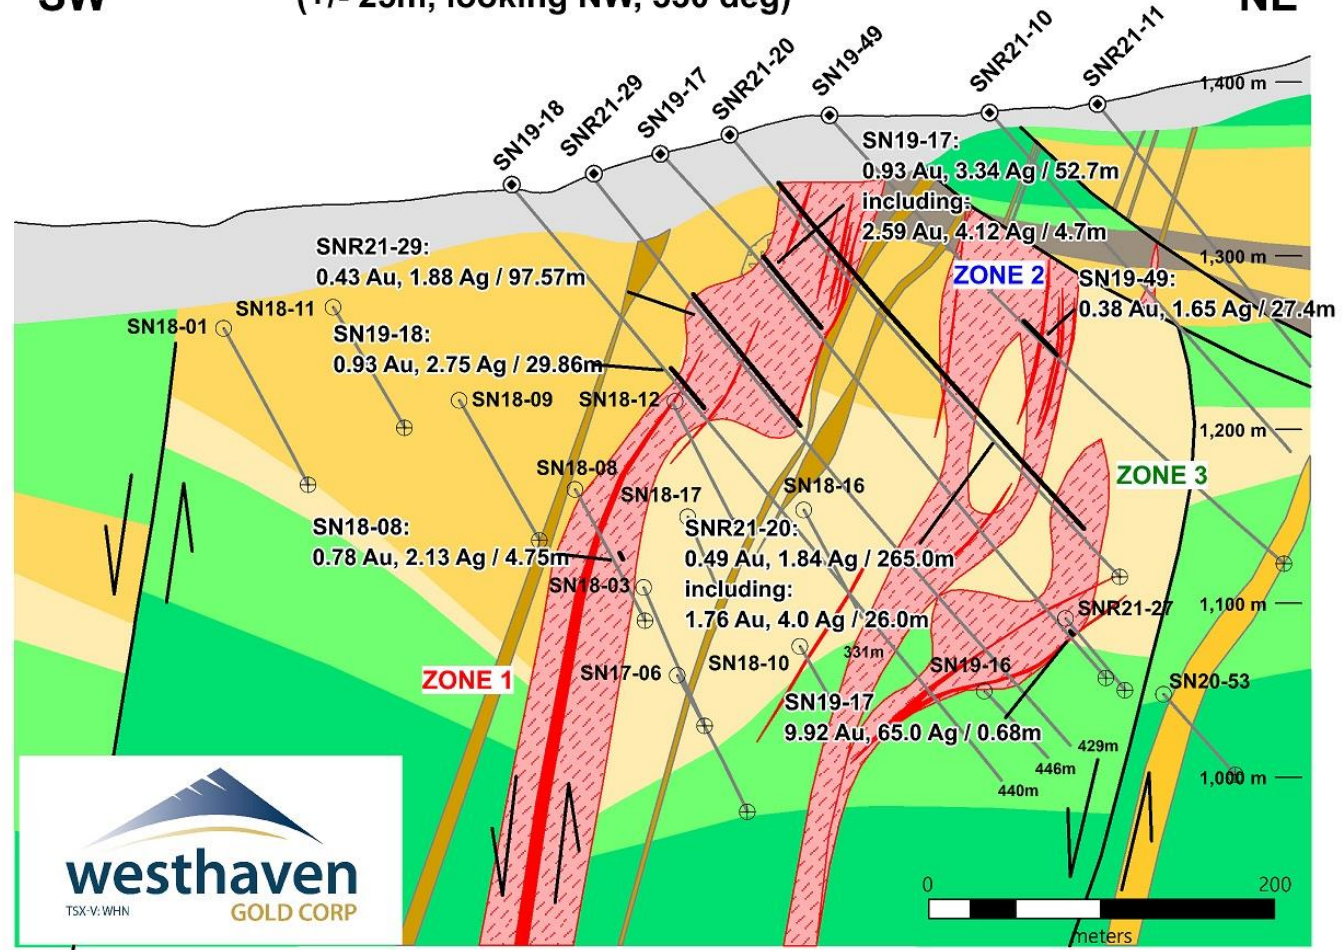 SW (+/- 25m, looking NW, 330 deg) NE
SN19-18
SNR21-29
SN19-17
SNR21-20
SN19-49
SNR21-10
SNR21-11
1,400 m
SN19-17:
0.93 Au, 3.34 Ag / 52.7m
including:
2.59 Au, 4.12 Ag / 4.7m
SNR21-29:
0.43 Au, 1.88 Ag / 97.57m
1,300 m
ZONE 2
SN19-49:
0.38 Au, 1.65 Ag / 27.4m
SN18-01
SN18-11
SN19-18:
0.93 Au, 2.75 Ag / 29.86m
SN18-09
SN18-12
1,200 m
SN18-08
SN18-17
SN18-16
ZONE 3
SN18-08:
0.78 Au, 2.13 Ag / 4.75m
SNR21-20:
0.49 Au, 1.84 Ag / 265.0m
including:
1.76 Au, 4.0 Ag / 26.0m
SN18-03
SNR21-27
1,100 m
331m
SN18-10
SN19-16
ZONE 1
SN17-06
SN20-53
SN19-17
9.92 Au, 65.0 Ag / 0.68m
429m
446m
440m
1,000 m
westhaven
TSX-V: WHN
GOLD CORP
0 200
meters